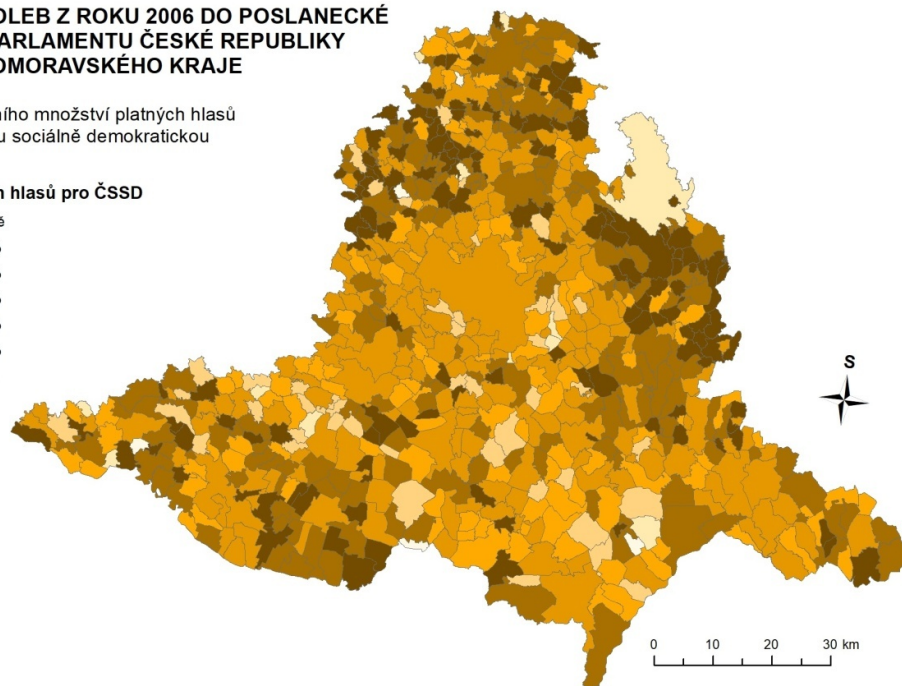 OLEB Z ROKU 2006 DO POSLANECKÉ
ARLAMENTU ČESKÉ REPUBLIKY
OMORAVSKÉHO KRAJE
ního množství platných hlasů
u sociálně demokratickou
h hlasů pro ČSSD
ě
S
0 10 20 30 km